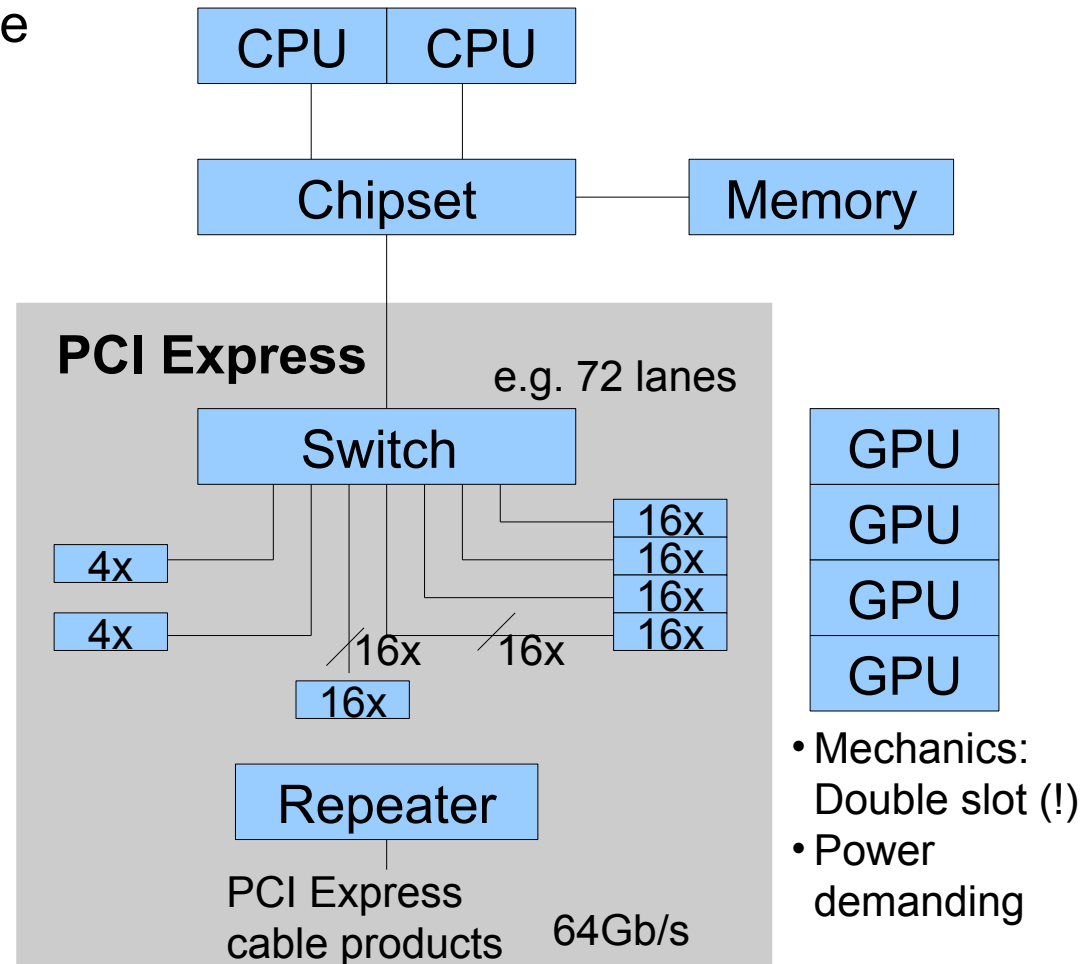 e
CPU CPU
Chipset
Memory
PCI Express
e.g. 72 lanes
Switch
GPU
GPU
GPU
GPU
16x
16x
16x
16x
4x
4x
16x
16x
16x
Repeater
PCI Express
cable products
64Gb/s
• Mechanics:
Double slot (!)
• Power
demanding